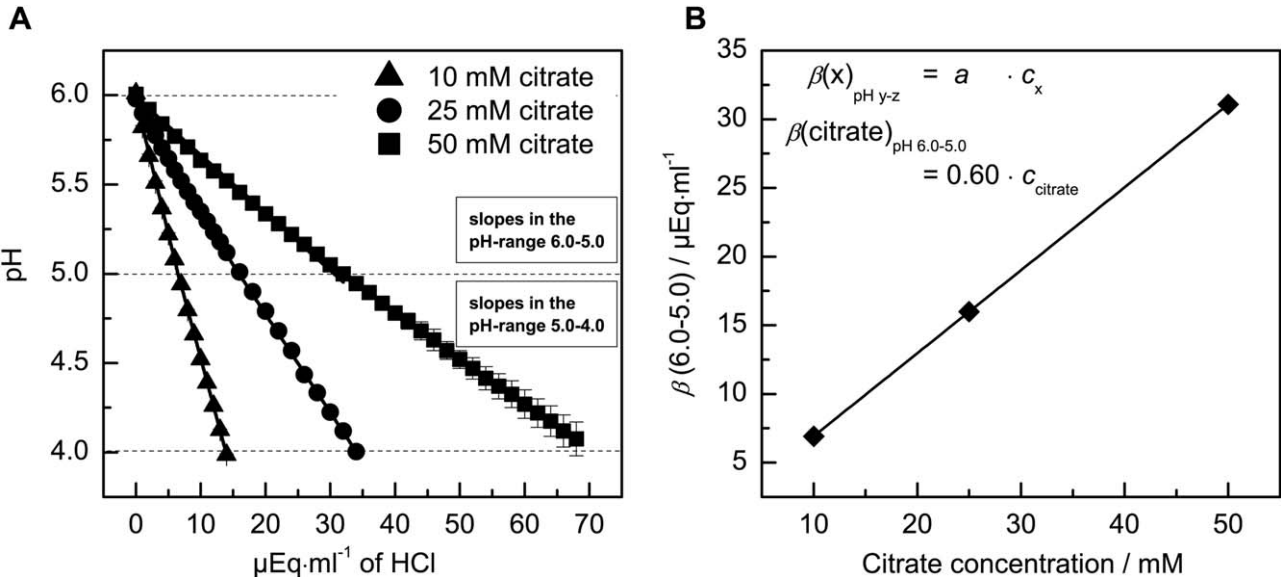 A
pH
6.0
5.5
5.0
4.5
4.0
10 mM citrate
25 mM citrate
50 mM citrate
slopes in the
pH-range 6.0-5.0
slopes in the
pH-range 5.0-4.0
0 10 20 30 40 50 60 70
µEq·ml⁻¹ of HCl
B
β (6.0-5.0) / µEq·ml⁻¹
35
30
25
20
15
10
5
β(x) pH y-z = a · cₓ
β(citrate) pH 6.0-5.0
= 0.60 · c citrate
10 20 30 40 50
Citrate concentration / mM